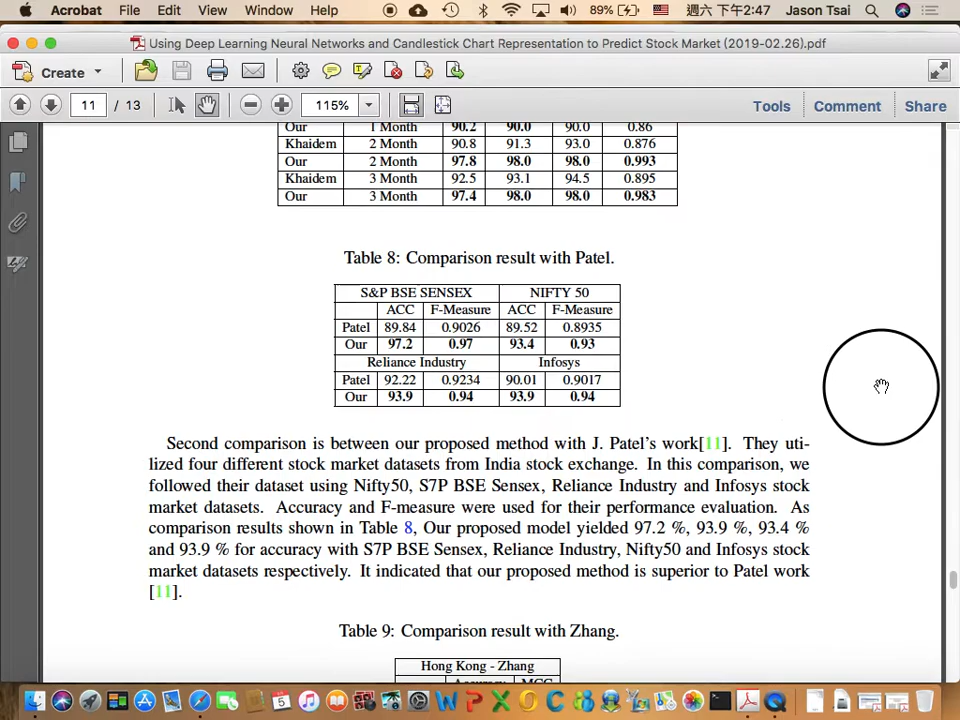 Acrobat File Edit View Window Help 89% 週六 下午2:47 Jason Tsai
Using Deep Learning Neural Networks and Candlestick Chart Representation to Predict Stock Market (2019-02.26).pdf
Create
11 / 13 115% Tools Comment Share
Our 1 Month 90.2 90.0 90.0 0.86
Khaidem 2 Month 90.8 91.3 93.0 0.876
Our 2 Month 97.8 98.0 98.0 0.993
Khaidem 3 Month 92.5 93.1 94.5 0.895
Our 3 Month 97.4 98.0 98.0 0.983
Table 8: Comparison result with Patel.
S&P BSE SENSEX NIFTY 50
ACC F-Measure ACC F-Measure
Patel 89.84 0.9026 89.52 0.8935
Our 97.2 0.97 93.4 0.93
Reliance Industry Infosys
Patel 92.22 0.9234 90.01 0.9017
Our 93.9 0.94 93.9 0.94
Second comparison is between our proposed method with J. Patel's work[11]. They uti-
lized four different stock market datasets from India stock exchange. In this comparison, we
followed their dataset using Nifty50, S7P BSE Sensex, Reliance Industry and Infosys stock
market datasets. Accuracy and F-measure were used for their performance evaluation. As
comparison results shown in Table 8, Our proposed model yielded 97.2 %, 93.9 %, 93.4 %
and 93.9 % for accuracy with S7P BSE Sensex, Reliance Industry, Nifty50 and Infosys stock
market datasets respectively. It indicated that our proposed method is superior to Patel work
[11].
Table 9: Comparison result with Zhang.
Hong Kong - Zhang